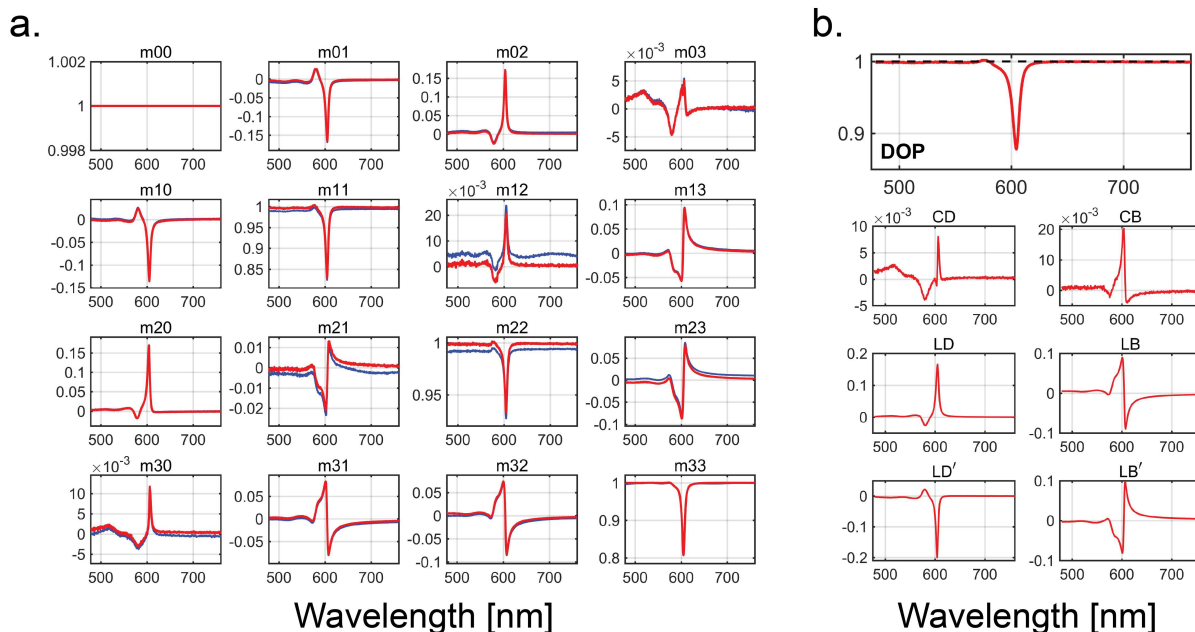 a.
b.
m00
m01
m02
×10⁻³ m03
1.002
1
0.998
500 600 700
0
-0.05
-0.1
-0.15
500 600 700
0.15
0.1
0.05
0
500 600 700
5
0
-5
500 600 700
m10
m11
×10⁻³ m12
m13
0
-0.05
-0.1
-0.15
500 600 700
1
0.95
0.9
0.85
500 600 700
20
10
0
500 600 700
0.05
0
-0.05
500 600 700
m20
m21
m22
m23
0.15
0.1
0.05
0
500 600 700
0.01
0
-0.01
-0.02
500 600 700
1
0.95
500 600 700
0.05
0
-0.05
-0.1
500 600 700
×10⁻³ m30
m31
m32
m33
10
5
0
-5
500 600 700
0.05
0
-0.05
500 600 700
0.05
0
-0.05
-0.1
500 600 700
1
0.9
0.8
500 600 700
Wavelength [nm]
1
0.9
DOP
500 600 700
×10⁻³ CD
×10⁻³ CB
10
5
0
-5
500 600 700
20
10
0
500 600 700
LD
LB
0.2
0.1
0
500 600 700
0.1
0
-0.1
500 600 700
LD′
LB′
0
-0.1
-0.2
500 600 700
0.1
0
-0.1
500 600 700
Wavelength [nm]